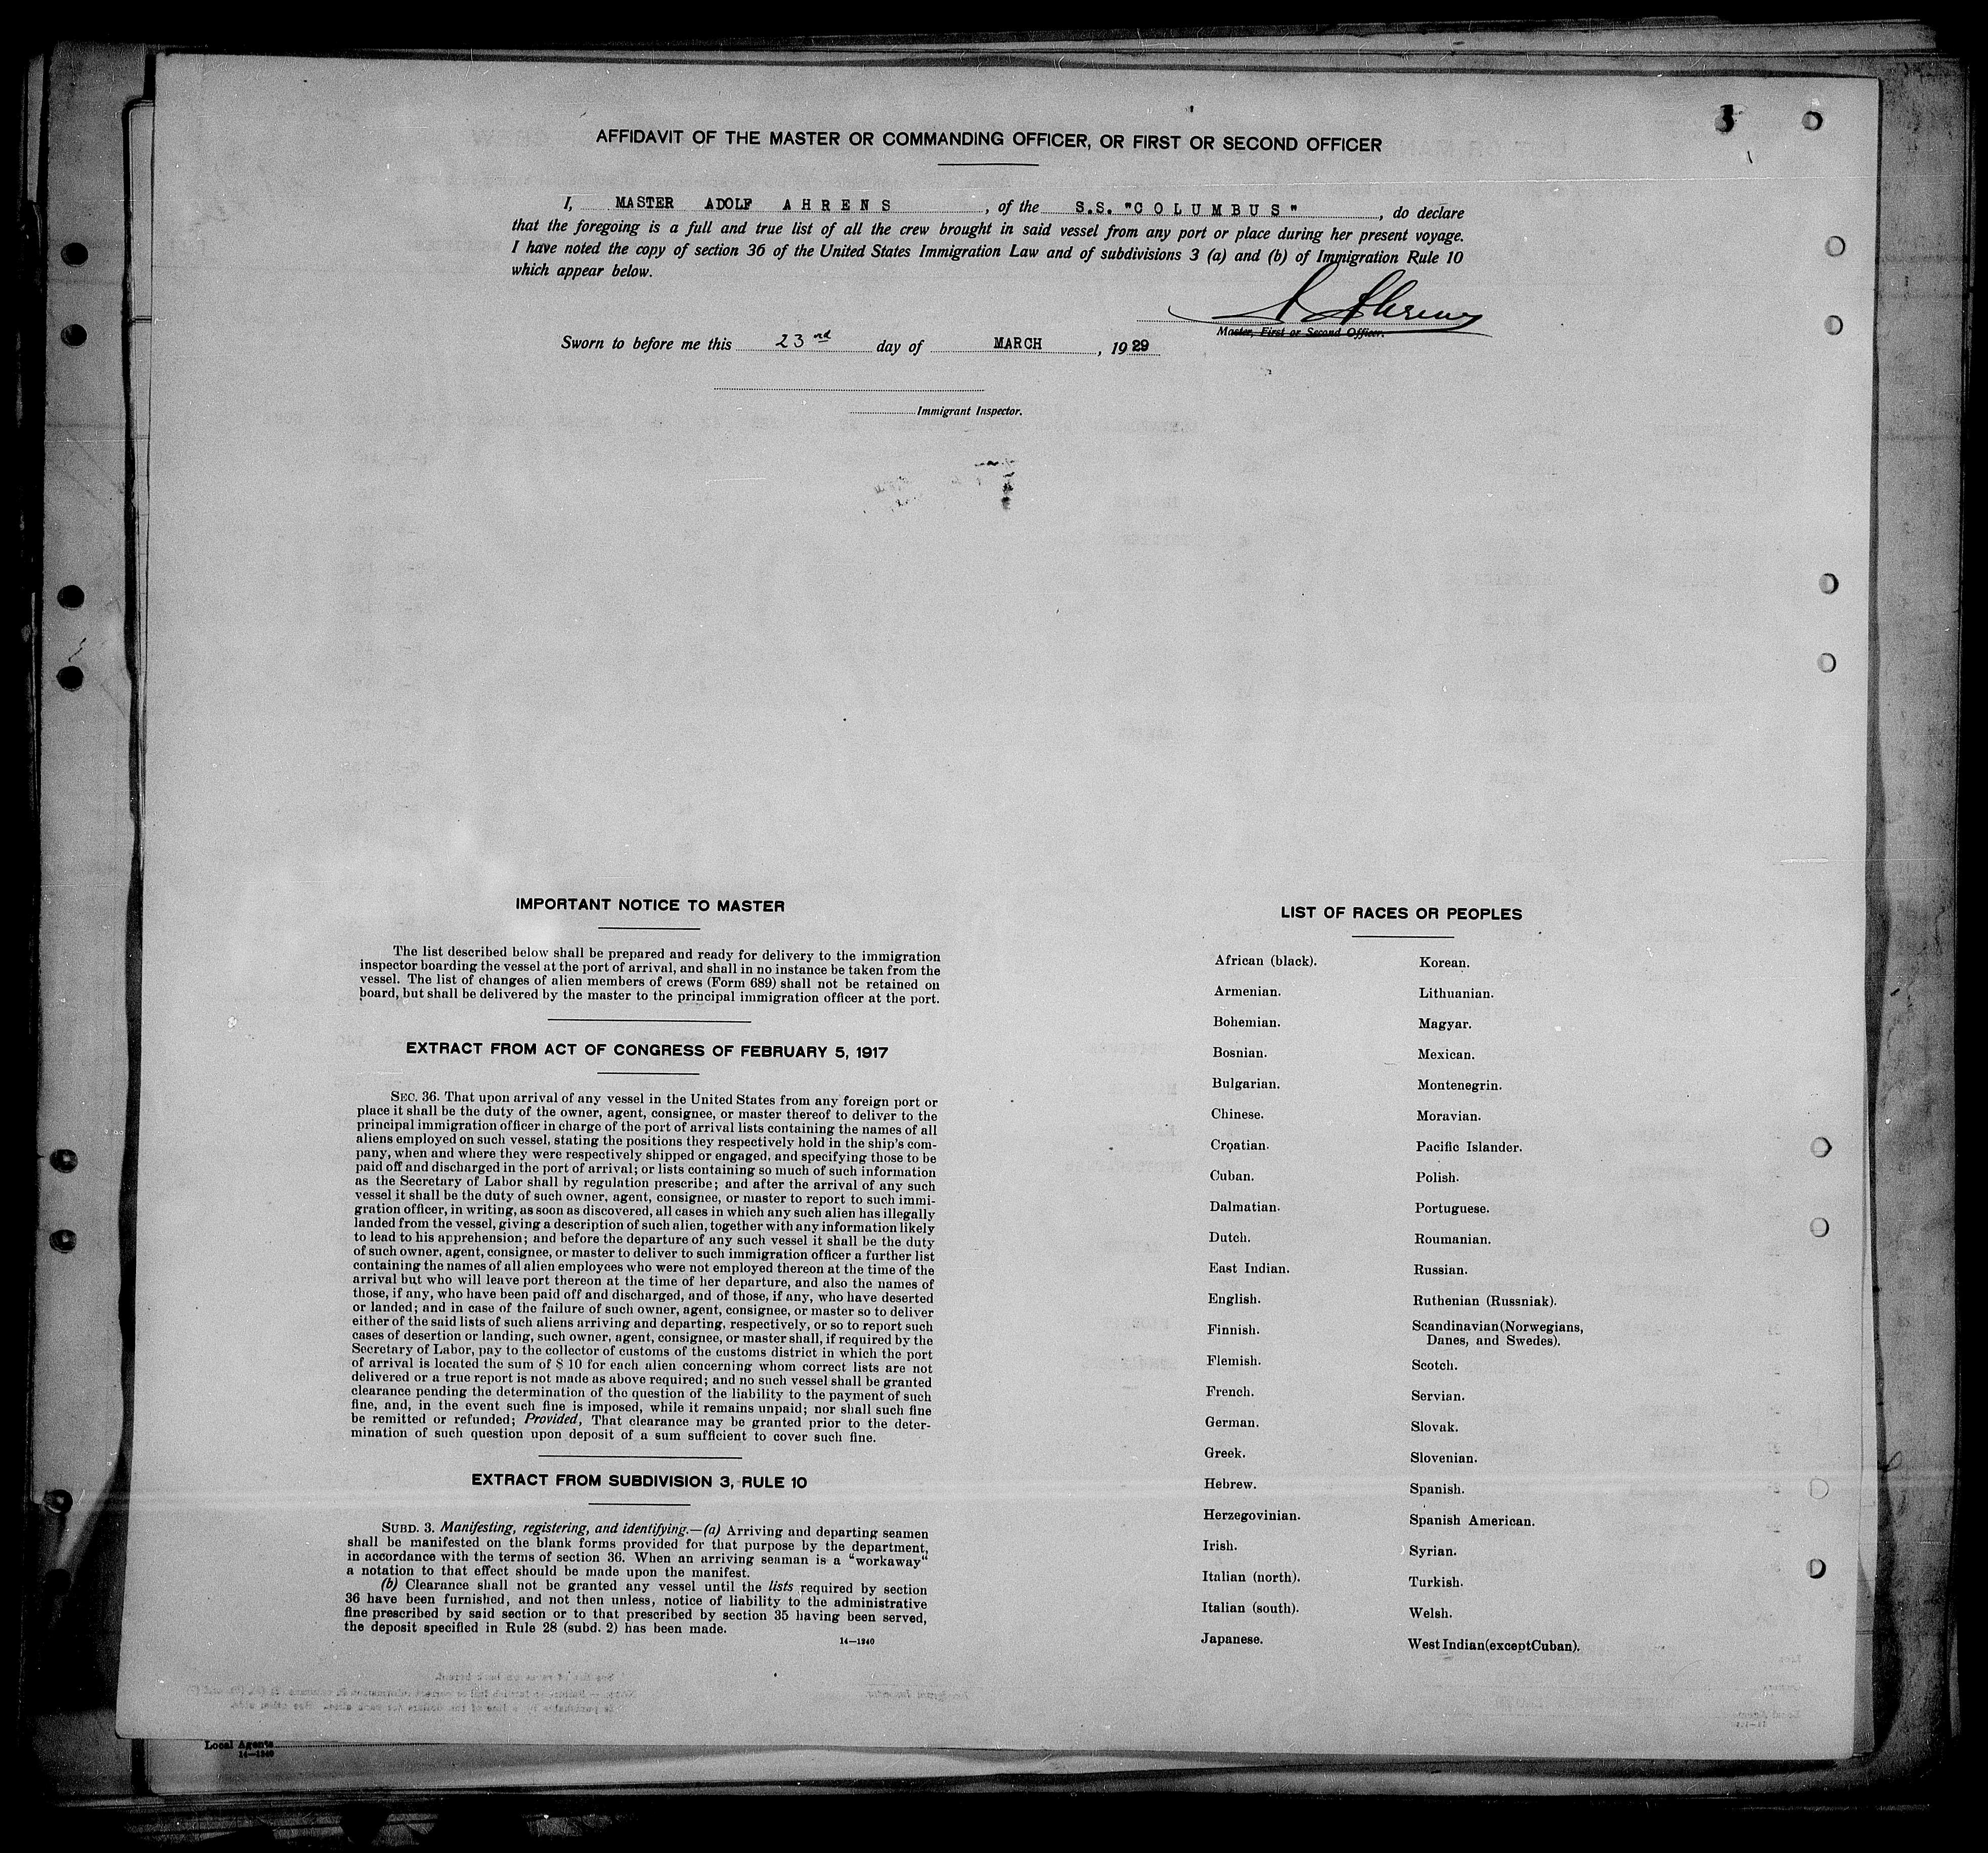 AFFIDAVIT OF THE MASTER OR COMMANDING OFFICER, OR FIRST OR SECOND OFFICER
I, MASTER ADOLF AHRENS, of the S.S. "COLUMBUS", do declare
that the foregoing is a full and true list of all the crew brought in said vessel from any port or place during her present voyage.
I have noted the copy of section 36 of the United States Immigration Law and of subdivisions 3 (a) and (b) of Immigration Rule 10
which appear below.
A Ahrens
Master, First or Second Officer.
Sworn to before me this 23rd day of MARCH, 1929
Immigrant Inspector.
IMPORTANT NOTICE TO MASTER
The list described below shall be prepared and ready for delivery to the immigration
inspector boarding the vessel at the port of arrival, and shall in no instance be taken from the
vessel. The list of changes of alien members of crews (Form 689) shall not be retained on
board, but shall be delivered by the master to the principal immigration officer at the port.
EXTRACT FROM ACT OF CONGRESS OF FEBRUARY 5, 1917
SEC. 36. That upon arrival of any vessel in the United States from any foreign port or
place it shall be the duty of the owner, agent, consignee, or master thereof to deliver to the
principal immigration officer in charge of the port of arrival lists containing the names of all
aliens employed on such vessel, stating the positions they respectively hold in the ship's com-
pany, when and where they were respectively shipped or engaged, and specifying those to be
paid off and discharged in the port of arrival; or lists containing so much of such information
as the Secretary of Labor shall by regulation prescribe; and after the arrival of any such
vessel it shall be the duty of such owner, agent, consignee, or master to report to such immi-
gration officer, in writing, as soon as discovered, all cases in which any such alien has illegally
landed from the vessel, giving a description of such alien, together with any information likely
to lead to his apprehension; and before the departure of any such vessel it shall be the duty
of such owner, agent, consignee, or master to deliver to such immigration officer a further list
containing the names of all alien employees who were not employed thereon at the time of the
arrival but who will leave port thereon at the time of her departure, and also the names of
those, if any, who have been paid off and discharged, and of those, if any, who have deserted
or landed; and in case of the failure of such owner, agent, consignee, or master so to deliver
either of the said lists of such aliens arriving and departing, respectively, or so to report such
cases of desertion or landing, such owner, agent, consignee, or master shall, if required by the
Secretary of Labor, pay to the collector of customs of the customs district in which the port
of arrival is located the sum of $ 10 for each alien concerning whom correct lists are not
delivered or a true report is not made as above required; and no such vessel shall be granted
clearance pending the determination of the question of the liability to the payment of such
fine, and, in the event such fine is imposed, while it remains unpaid; nor shall such fine
be remitted or refunded; Provided, That clearance may be granted prior to the deter-
mination of such question upon deposit of a sum sufficient to cover such fine.
EXTRACT FROM SUBDIVISION 3, RULE 10
SUBD. 3. Manifesting, registering, and identifying.—(a) Arriving and departing seamen
shall be manifested on the blank forms provided for that purpose by the department,
in accordance with the terms of section 36. When an arriving seaman is a "workaway"
a notation to that effect should be made upon the manifest.
(b) Clearance shall not be granted any vessel until the lists required by section
36 have been furnished, and not then unless, notice of liability to the administrative
fine prescribed by said section or to that prescribed by section 35 having been served,
the deposit specified in Rule 28 (subd. 2) has been made.
14—1240
LIST OF RACES OR PEOPLES
African (black).
Armenian.
Bohemian.
Bosnian.
Bulgarian.
Chinese.
Croatian.
Cuban.
Dalmatian.
Dutch.
East Indian.
English.
Finnish.
Flemish.
French.
German.
Greek.
Hebrew.
Herzegovinian.
Irish.
Italian (north).
Italian (south).
Japanese.
Korean.
Lithuanian.
Magyar.
Mexican.
Montenegrin.
Moravian.
Pacific Islander.
Polish.
Portuguese.
Roumanian.
Russian.
Ruthenian (Russniak).
Scandinavian (Norwegians,
Danes, and Swedes).
Scotch.
Servian.
Slovak.
Slovenian.
Spanish.
Spanish American.
Syrian.
Turkish.
Welsh.
West Indian (except Cuban).
Local Agents
14—1240